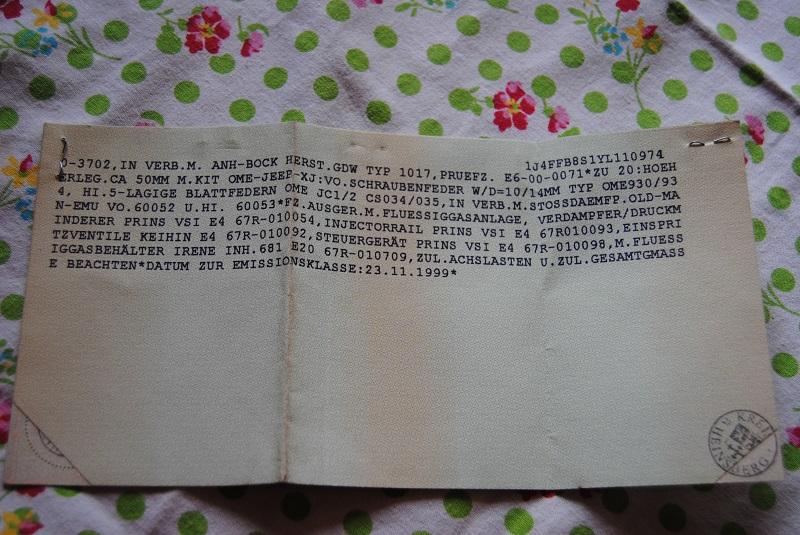 1J4FFB8S1YL110974
0-3702,IN VERB.M. ANH-BOCK HERST.GDW TYP 1017,PRUEFZ. E6-00-0071*ZU 20:HOEH
ERLEG.CA 50MM M.KIT OME-JEEP-XJ:VO.SCHRAUBENFEDER W/D=10/14MM TYP OME930/93
4, HI.5-LAGIGE BLATTFEDERN OME JC1/2 CS034/035,IN VERB.M.STOSSDAEMFP.OLD-MA
N-EMU VO.60052 U.HI. 60053*FZ.AUSGER.M.FLUESSIGGASANLAGE, VERDAMPFER/DRUCKM
INDERER PRINS VSI E4 67R-010054,INJECTORRAIL PRINS VSI E4 67R010093,EINSPRI
TZVENTILE KEIHIN E4 67R-010092,STEUERGERÄT PRINS VSI E4 67R-010098,M.FLUESS
IGGASBEHÄLTER IRENE INH.681 E20 67R-010709,ZUL.ACHSLASTEN U.ZUL.GESAMTGMASS
E BEACHTEN*DATUM ZUR EMISSIONSKLASSE:23.11.1999*